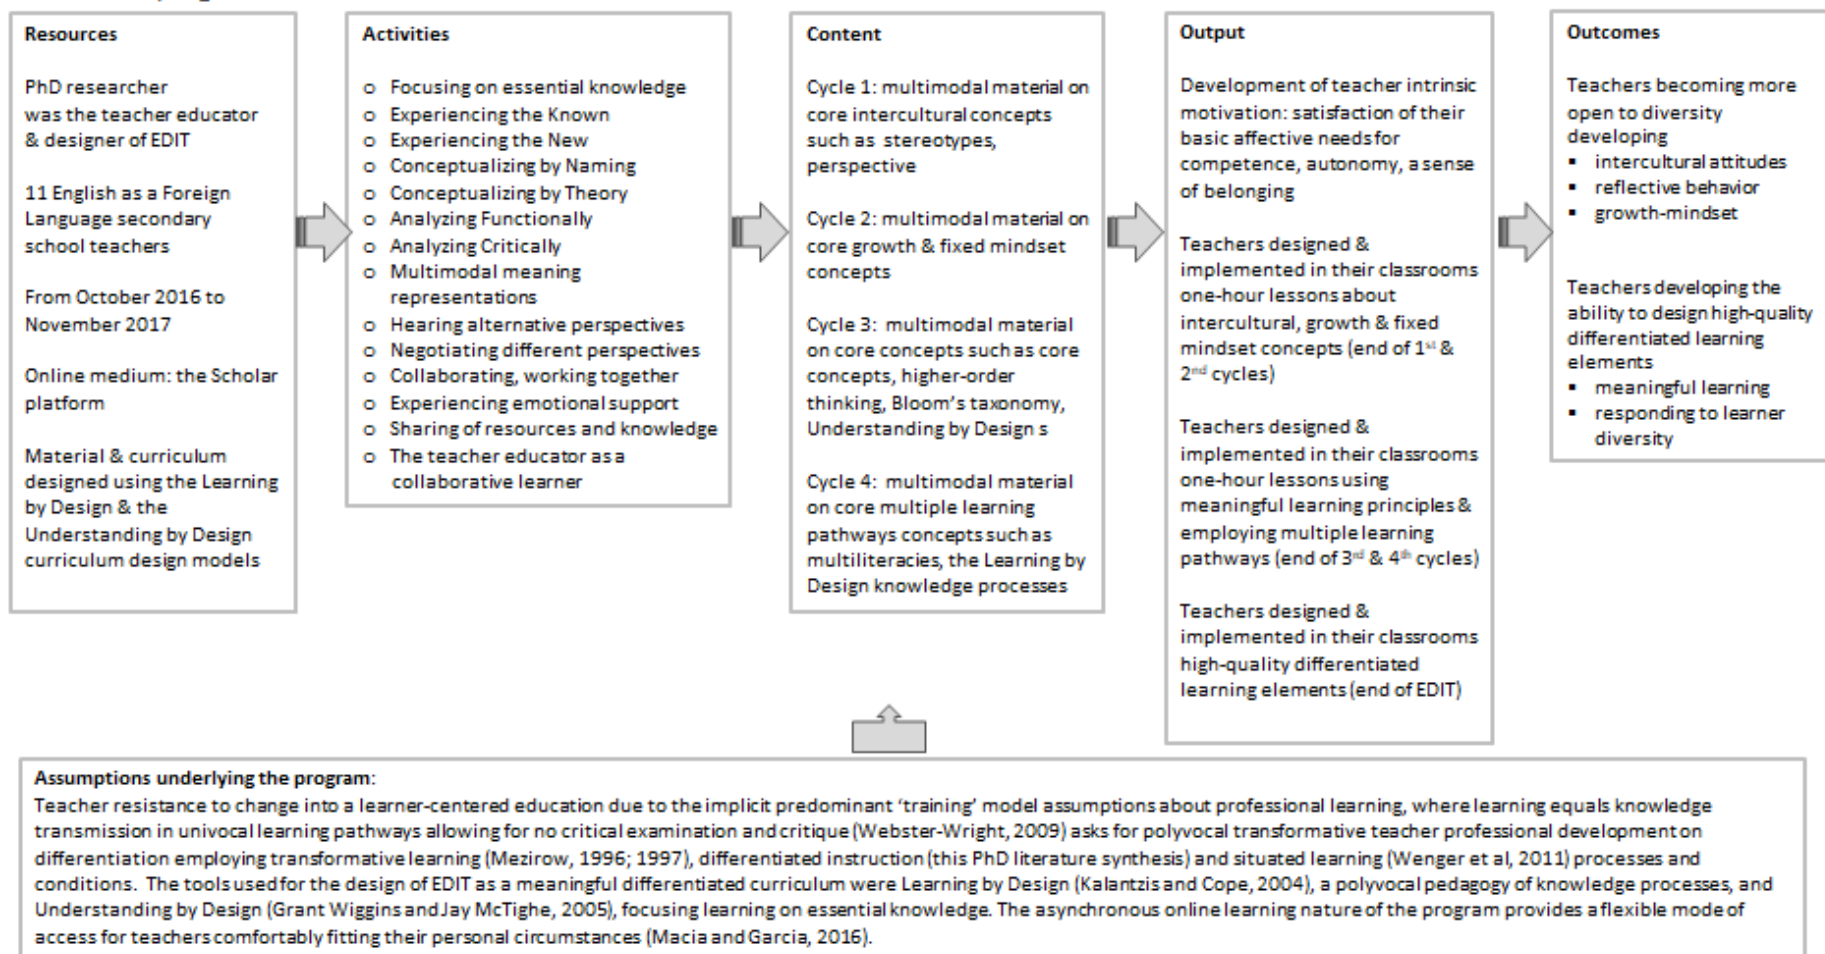 Resources
PhD researcher
was the teacher educator
& designer of EDIT
11 English as a Foreign
Language secondary
school teachers
From October 2016 to
November 2017
Online medium: the Scholar
platform
Material & curriculum
designed using the Learning
by Design & the
Understanding by Design
curriculum design models
Activities
o Focusing on essential knowledge
o Experiencing the Known
o Experiencing the New
o Conceptualizing by Naming
o Conceptualizing by Theory
o Analyzing Functionally
o Analyzing Critically
o Multimodal meaning
representations
o Hearing alternative perspectives
o Negotiating different perspectives
o Collaborating, working together
o Experiencing emotional support
o Sharing of resources and knowledge
o The teacher educator as a
collaborative learner
Content
Cycle 1: multimodal material on
core intercultural concepts
such as stereotypes,
perspective
Cycle 2: multimodal material on
core growth & fixed mindset
concepts
Cycle 3: multimodal material
on core concepts such as core
concepts, higher-order
thinking, Bloom's taxonomy,
Understanding by Design s
Cycle 4: multimodal material
on core multiple learning
pathways concepts such as
multiliteracies, the Learning by
Design knowledge processes
Output
Development of teacher intrinsic
motivation: satisfaction of their
basic affective needs for
competence, autonomy, a sense
of belonging
Teachers designed &
implemented in their classrooms
one-hour lessons about
intercultural, growth & fixed
mindset concepts (end of 1st &
2nd cycles)
Teachers designed &
implemented in their classrooms
one-hour lessons using
meaningful learning principles &
employing multiple learning
pathways (end of 3rd & 4th cycles)
Teachers designed &
implemented in their classrooms
high-quality differentiated
learning elements (end of EDIT)
Outcomes
Teachers becoming more
open to diversity
developing
▪ intercultural attitudes
▪ reflective behavior
▪ growth-mindset
Teachers developing the
ability to design high-quality
differentiated learning
elements
▪ meaningful learning
▪ responding to learner
diversity
Assumptions underlying the program:
Teacher resistance to change into a learner-centered education due to the implicit predominant 'training' model assumptions about professional learning, where learning equals knowledge
transmission in univocal learning pathways allowing for no critical examination and critique (Webster-Wright, 2009) asks for polyvocal transformative teacher professional development on
differentiation employing transformative learning (Mezirow, 1996; 1997), differentiated instruction (this PhD literature synthesis) and situated learning (Wenger et al, 2011) processes and
conditions. The tools used for the design of EDIT as a meaningful differentiated curriculum were Learning by Design (Kalantzis and Cope, 2004), a polyvocal pedagogy of knowledge processes, and
Understanding by Design (Grant Wiggins and Jay McTighe, 2005), focusing learning on essential knowledge. The asynchronous online learning nature of the program provides a flexible mode of
access for teachers comfortably fitting their personal circumstances (Macia and Garcia, 2016).